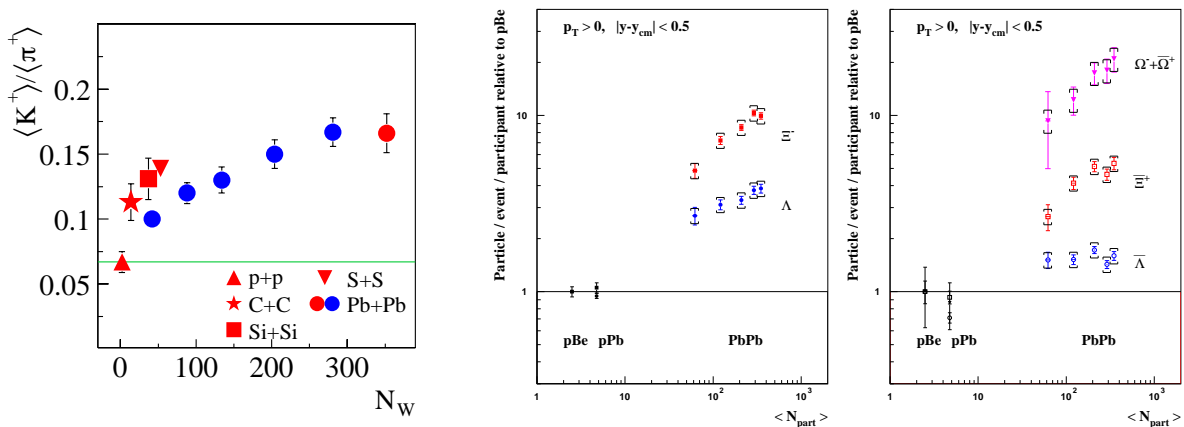 ⟨K⁺⟩/⟨π⁺⟩
0.2
0.15
0.1
0.05
p+p
S+S
C+C
Pb+Pb
Si+Si
0 100 200 300
N_W
p_T > 0, |y-y_cm| < 0.5
Particle / event / participant relative to pBe
10
1
Ξ⁻
Λ
pBe pPb PbPb
1 10 10² 10³
< N_part >
p_T > 0, |y-y_cm| < 0.5
Particle / event / participant relative to pBe
10
1
Ω⁻+Ω̅⁺
Ξ̅⁺
Λ̅
pBe pPb PbPb
1 10 10² 10³
< N_part >